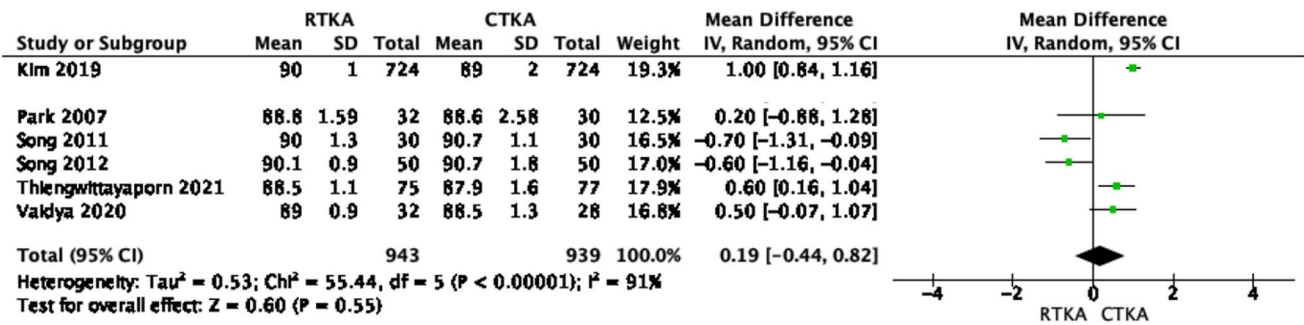 RTKA CTKA Mean Difference Mean Difference
Study or Subgroup Mean SD Total Mean SD Total Weight IV, Random, 95% CI IV, Random, 95% CI
Kim 2019 90 1 724 89 2 724 19.3% 1.00 [0.84, 1.16]
Park 2007 88.8 1.59 32 88.6 2.58 30 12.5% 0.20 [−0.88, 1.28]
Song 2011 90 1.3 30 90.7 1.1 30 16.5% −0.70 [−1.31, −0.09]
Song 2012 90.1 0.9 50 90.7 1.8 50 17.0% −0.60 [−1.16, −0.04]
Thiengwittayaporn 2021 88.5 1.1 75 87.9 1.6 77 17.9% 0.60 [0.16, 1.04]
Vaidya 2020 89 0.9 32 88.5 1.3 28 16.8% 0.50 [−0.07, 1.07]
Total (95% CI) 943 939 100.0% 0.19 [−0.44, 0.82]
Heterogeneity: Tau² = 0.53; Chi² = 55.44, df = 5 (P < 0.00001); I² = 91%
Test for overall effect: Z = 0.60 (P = 0.55)
−4 −2 0 2 4
RTKA CTKA